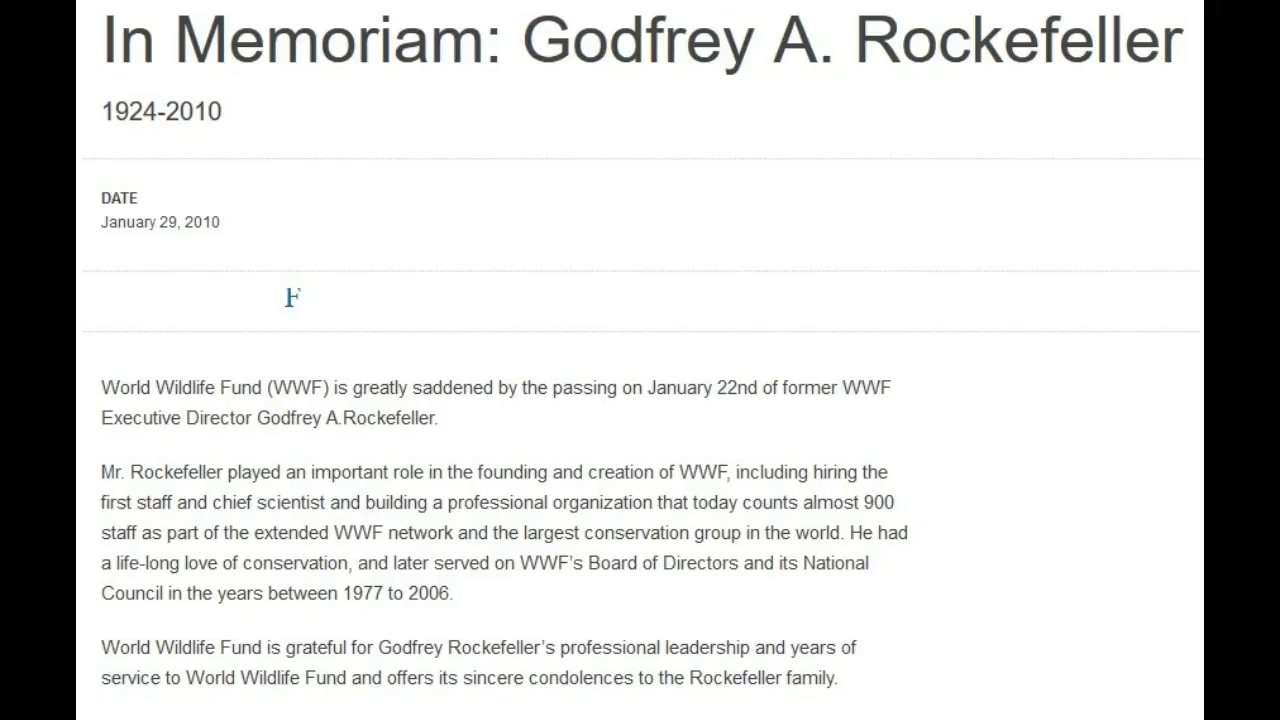 In Memoriam: Godfrey A. Rockefeller
1924-2010
DATE
January 29, 2010
F
World Wildlife Fund (WWF) is greatly saddened by the passing on January 22nd of former WWF
Executive Director Godfrey A.Rockefeller.
Mr. Rockefeller played an important role in the founding and creation of WWF, including hiring the
first staff and chief scientist and building a professional organization that today counts almost 900
staff as part of the extended WWF network and the largest conservation group in the world. He had
a life-long love of conservation, and later served on WWF’s Board of Directors and its National
Council in the years between 1977 to 2006.
World Wildlife Fund is grateful for Godfrey Rockefeller’s professional leadership and years of
service to World Wildlife Fund and offers its sincere condolences to the Rockefeller family.